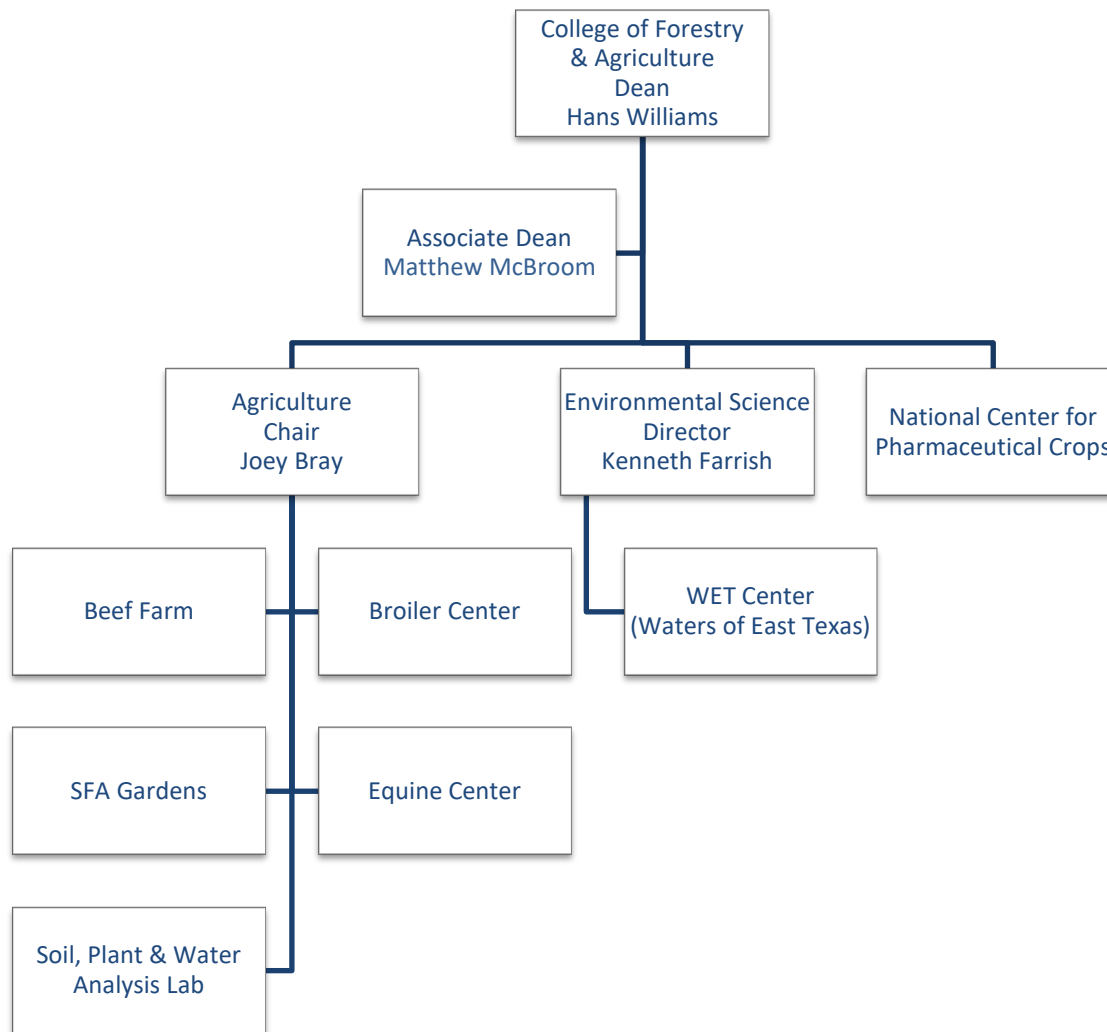 College of Forestry
& Agriculture
Dean
Hans Williams
Associate Dean
Matthew McBroom
Agriculture
Chair
Joey Bray
Environmental Science
Director
Kenneth Farrish
National Center for
Pharmaceutical Crops
Beef Farm
Broiler Center
WET Center
(Waters of East Texas)
SFA Gardens
Equine Center
Soil, Plant & Water
Analysis Lab